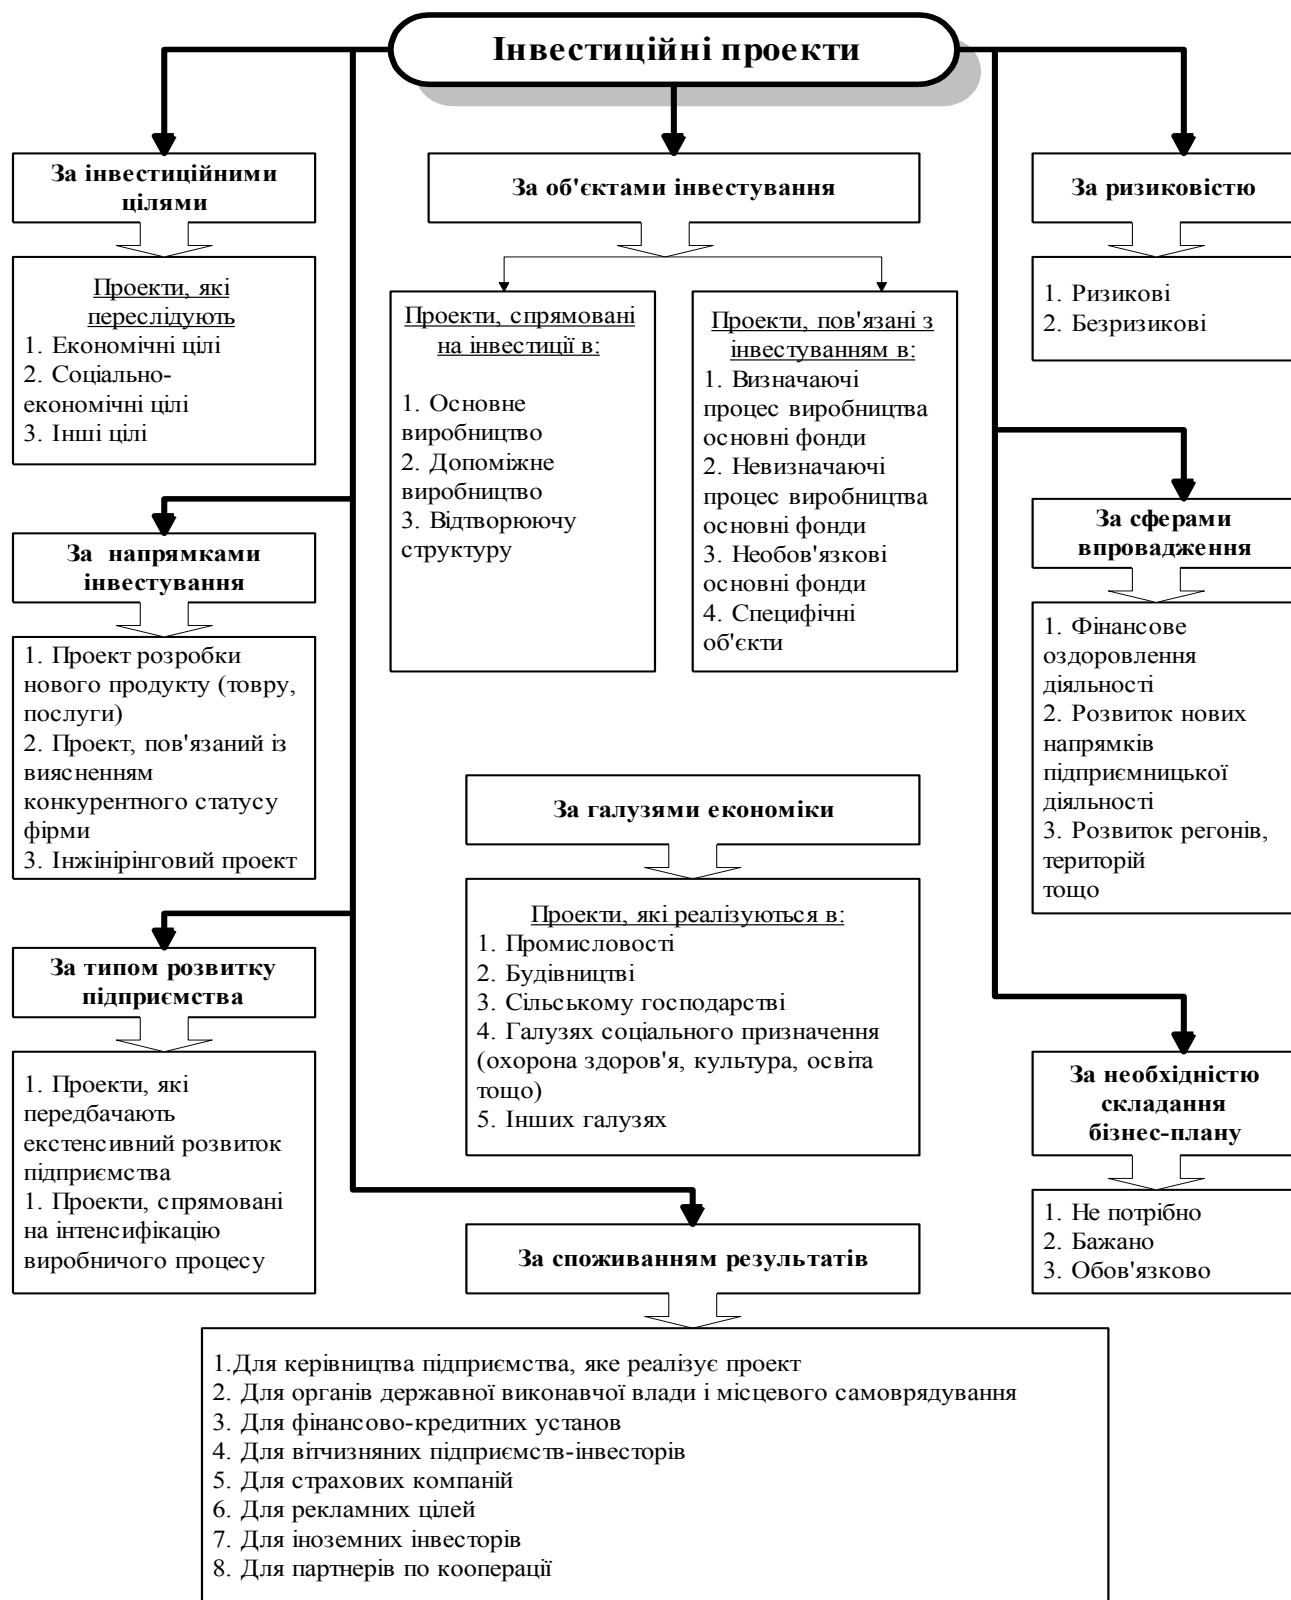 Інвестиційні проекти
За інвестиційними
цілями
Проекти, які
переслідують
1. Економічні цілі
2. Соціально-
економічні цілі
3. Інші цілі
За напрямками
інвестування
1. Проект розробки
нового продукту (товру,
послуги)
2. Проект, пов'язаний із
виясненням
конкурентного статусу
фірми
3. Інжінірінговий проект
За типом розвитку
підприємства
1. Проекти, які
передбачають
екстенсивний розвиток
підприємства
1. Проекти, спрямовані
на інтенсифікацію
виробничого процесу
За об'єктами інвестування
Проекти, спрямовані
на інвестиції в:
1. Основне
виробництво
2. Допоміжне
виробництво
3. Відтворюючу
структуру
Проекти, пов'язані з
інвестуванням в:
1. Визначаючі
процес виробництва
основні фонди
2. Невизначаючі
процес виробництва
основні фонди
3. Необов'язкові
основні фонди
4. Специфічні
об'єкти
За галузями економіки
Проекти, які реалізуються в:
1. Промисловості
2. Будівництві
3. Сільському господарстві
4. Галузях соціального призначення
(охорона здоров'я, культура, освіта
тощо)
5. Інших галузях
За ризиковістю
1. Ризикові
2. Безризикові
За сферами
впровадження
1. Фінансове
оздоровлення
діяльності
2. Розвиток нових
напрямків
підприємницької
діяльності
3. Розвиток регонів,
територій
тощо
За необхідністю
складання
бізнес-плану
1. Не потрібно
2. Бажано
3. Обов'язково
За споживанням результатів
1.Для керівництва підприємства, яке реалізує проект
2. Для органів державної виконавчої влади і місцевого самоврядування
3. Для фінансово-кредитних установ
4. Для вітчизняних підприємств-інвесторів
5. Для страхових компаній
6. Для рекламних цілей
7. Для іноземних інвесторів
8. Для партнерів по кооперації